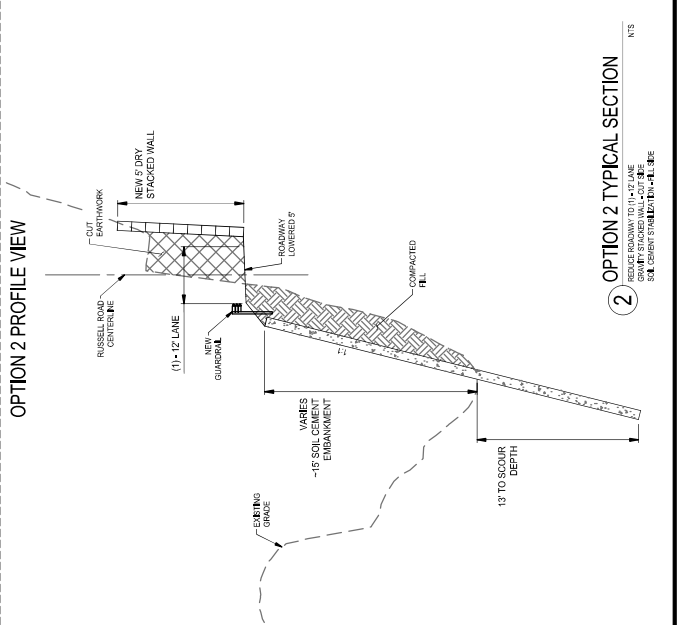 OPTION 2 PROFILE VIEW
CUT
EARTHWORK
NEW 5' DRY
STACKED WALL
RUSSELL ROAD
CENTERLINE
(1) - 12' LANE
ROADWAY
LOWERED 5'
NEW
GUARDRAIL
COMPACTED
FILL
1:1
VARIES
~15' SOIL CEMENT
EMBANKMENT
13' TO SCOUR
DEPTH
EXISTING
GRADE
2
OPTION 2 TYPICAL SECTION
NTS
REDUCE ROADWAY TO (1) - 12' LANE
GRAVITY STACKED WALL - CUT SIDE
SOIL CEMENT STABILIZATION - FILL SIDE